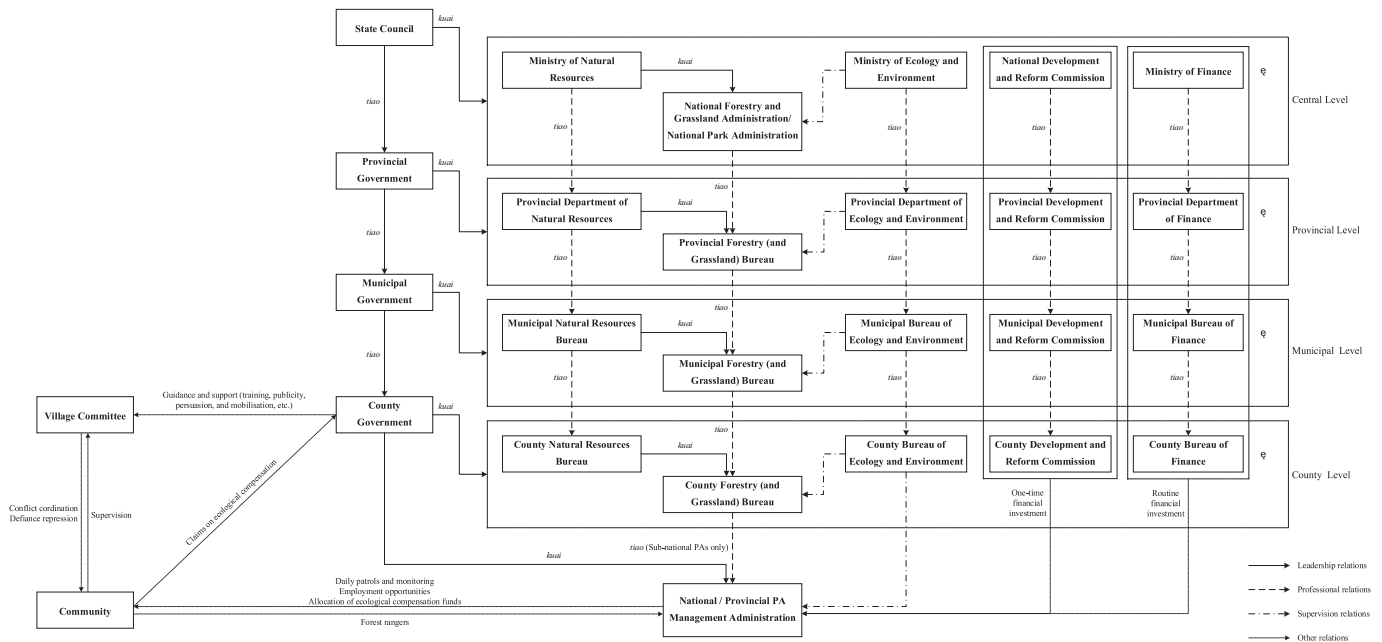 State Council
kuai
tiao
Provincial
Government
kuai
tiao
Municipal
Government
kuai
tiao
County
Government
kuai
Central Level
Ministry of Natural
Resources
kuai
National Forestry and
Grassland Administration/
National Park Administration
Ministry of Ecology and
Environment
National Development
and Reform Commission
Ministry of Finance
ę
tiao
tiao
tiao
tiao
tiao
Provincial Level
Provincial Department of
Natural Resources
kuai
Provincial Forestry (and
Grassland) Bureau
Provincial Department of
Ecology and Environment
Provincial Development
and Reform Commission
Provincial Department
of Finance
ę
tiao
tiao
tiao
tiao
tiao
Municipal Level
Municipal Natural Resources
Bureau
kuai
Municipal Forestry (and
Grassland) Bureau
Municipal Bureau of
Ecology and Environment
Municipal Development
and Reform Commission
Municipal Bureau of
Finance
ę
tiao
tiao
tiao
tiao
tiao
County Level
County Natural Resources
Bureau
kuai
County Forestry (and
Grassland) Bureau
County Bureau of
Ecology and Environment
County Development and
Reform Commission
County Bureau of
Finance
ę
Guidance and support (training, publicity,
persuasion, and mobilisation, etc.)
Village Committee
Conflict cordination
Defiance repression
Supervision
Claims on ecological compensation
Community
One-time
financial
investment
Routine
financial
investment
kuai
tiao (Sub-national PAs only)
Daily patrols and monitoring
Employment opportunities
Allocation of ecological compensation funds
Forest rangers
National / Provincial PA
Management Administration
Leadership relations
Professional relations
Supervision relations
Other relations